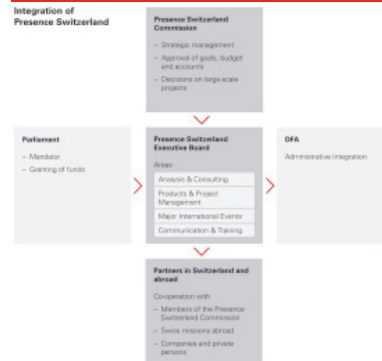 Integration of
Presence Switzerland
Presence Switzerland
Commission
– Strategic management
– Approval of goals, budget
and accounts
– Decisions on large-scale
projects
Parliament
– Mandator
– Granting of funds
Presence Switzerland
Executive Board
Areas
Analysis & Consulting
Products & Project
Management
Major International Events
Communication & Training
DFA
Administrative integration
Partners in Switzerland and
abroad
Co-operation with
– Members of the Presence
Switzerland Commission
– Swiss missions abroad
– Companies and private
persons